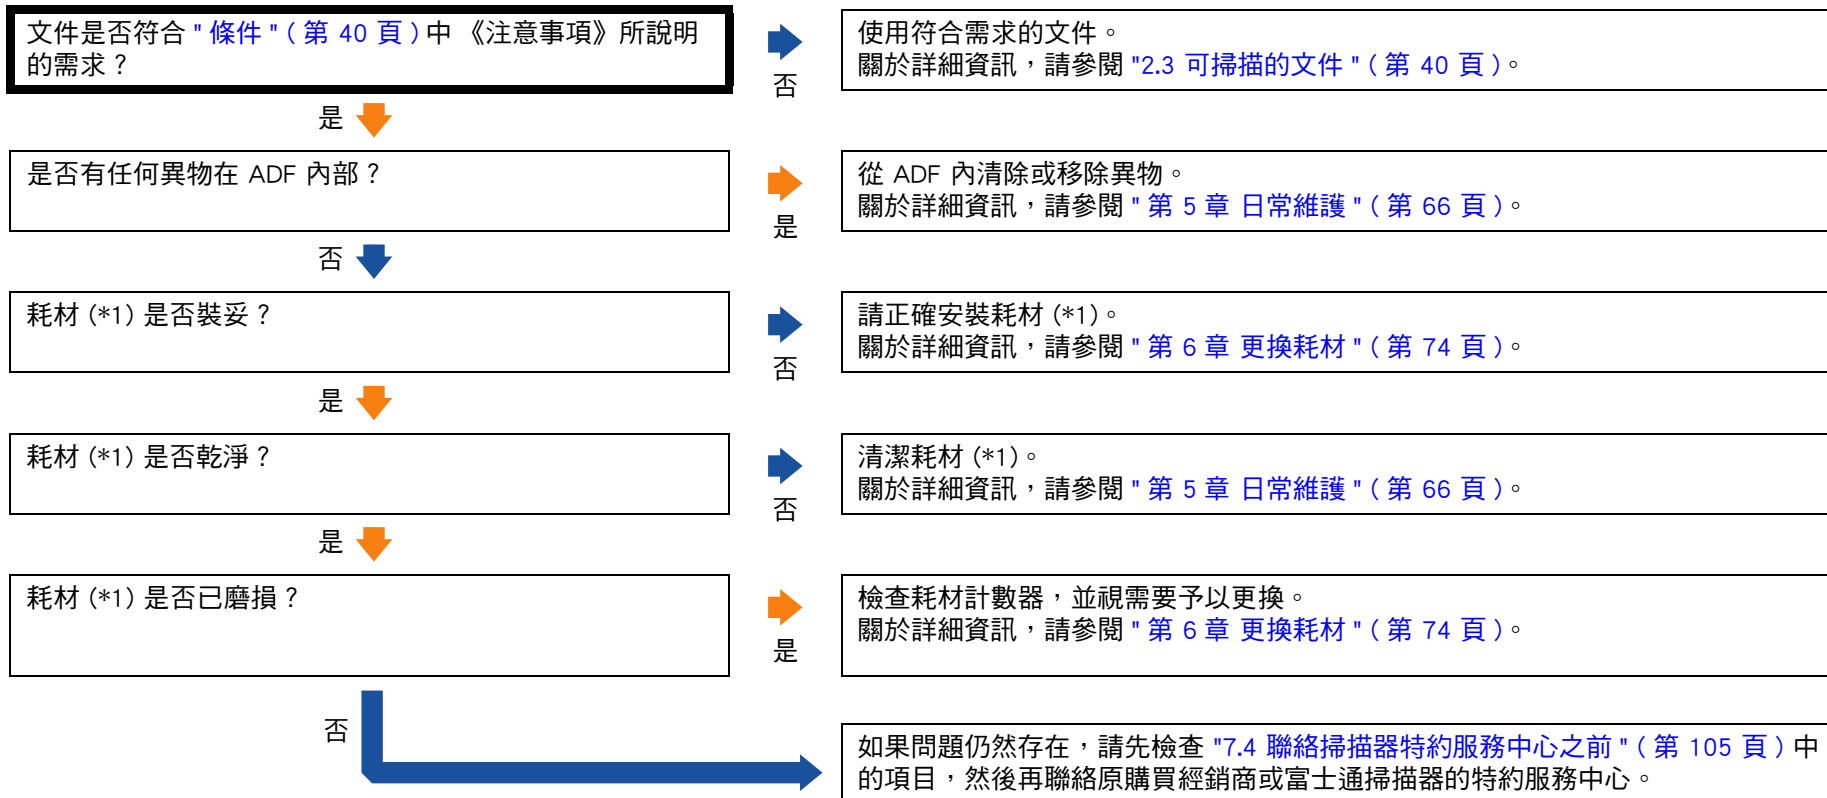 文件是否符合 " 條件 " ( 第 40 頁 ) 中 《注意事項》所說明
的需求？
否
使用符合需求的文件。
關於詳細資訊，請參閱 "2.3 可掃描的文件 " ( 第 40 頁 )。
是
是否有任何異物在 ADF 內部？
是
從 ADF 內清除或移除異物。
關於詳細資訊，請參閱 " 第 5 章 日常維護 " ( 第 66 頁 )。
否
耗材 (*1) 是否裝妥？
否
請正確安裝耗材 (*1)。
關於詳細資訊，請參閱 " 第 6 章 更換耗材 " ( 第 74 頁 )。
是
耗材 (*1) 是否乾淨？
否
清潔耗材 (*1)。
關於詳細資訊，請參閱 " 第 5 章 日常維護 " ( 第 66 頁 )。
是
耗材 (*1) 是否已磨損？
是
檢查耗材計數器，並視需要予以更換。
關於詳細資訊，請參閱 " 第 6 章 更換耗材 " ( 第 74 頁 )。
否
如果問題仍然存在，請先檢查 "7.4 聯絡掃描器特約服務中心之前 " ( 第 105 頁 ) 中
的項目，然後再聯絡原購買經銷商或富士通掃描器的特約服務中心。